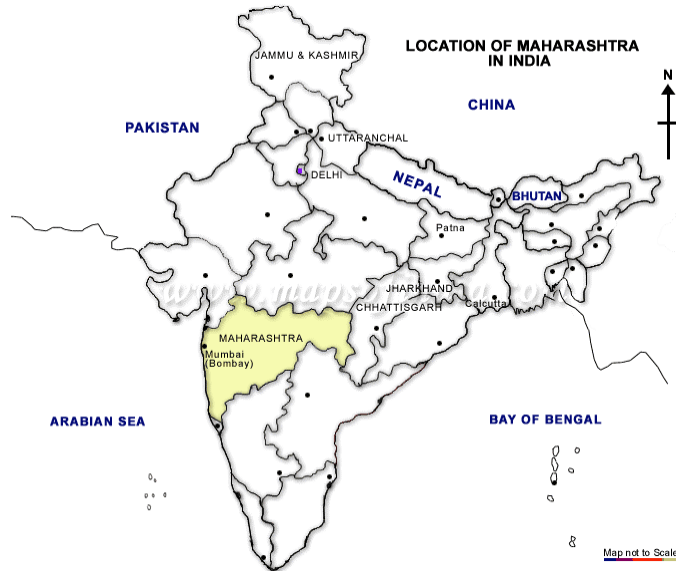 LOCATION OF MAHARASHTRA
IN INDIA
JAMMU & KASHMIR
N
CHINA
PAKISTAN
UTTARANCHAL
DELHI
NEPAL
BHUTAN
Patna
JHARKHAND
CHHATTISGARH
Calcutta
MAHARASHTRA
Mumbai
(Bombay)
ARABIAN SEA
BAY OF BENGAL
Map not to Scale